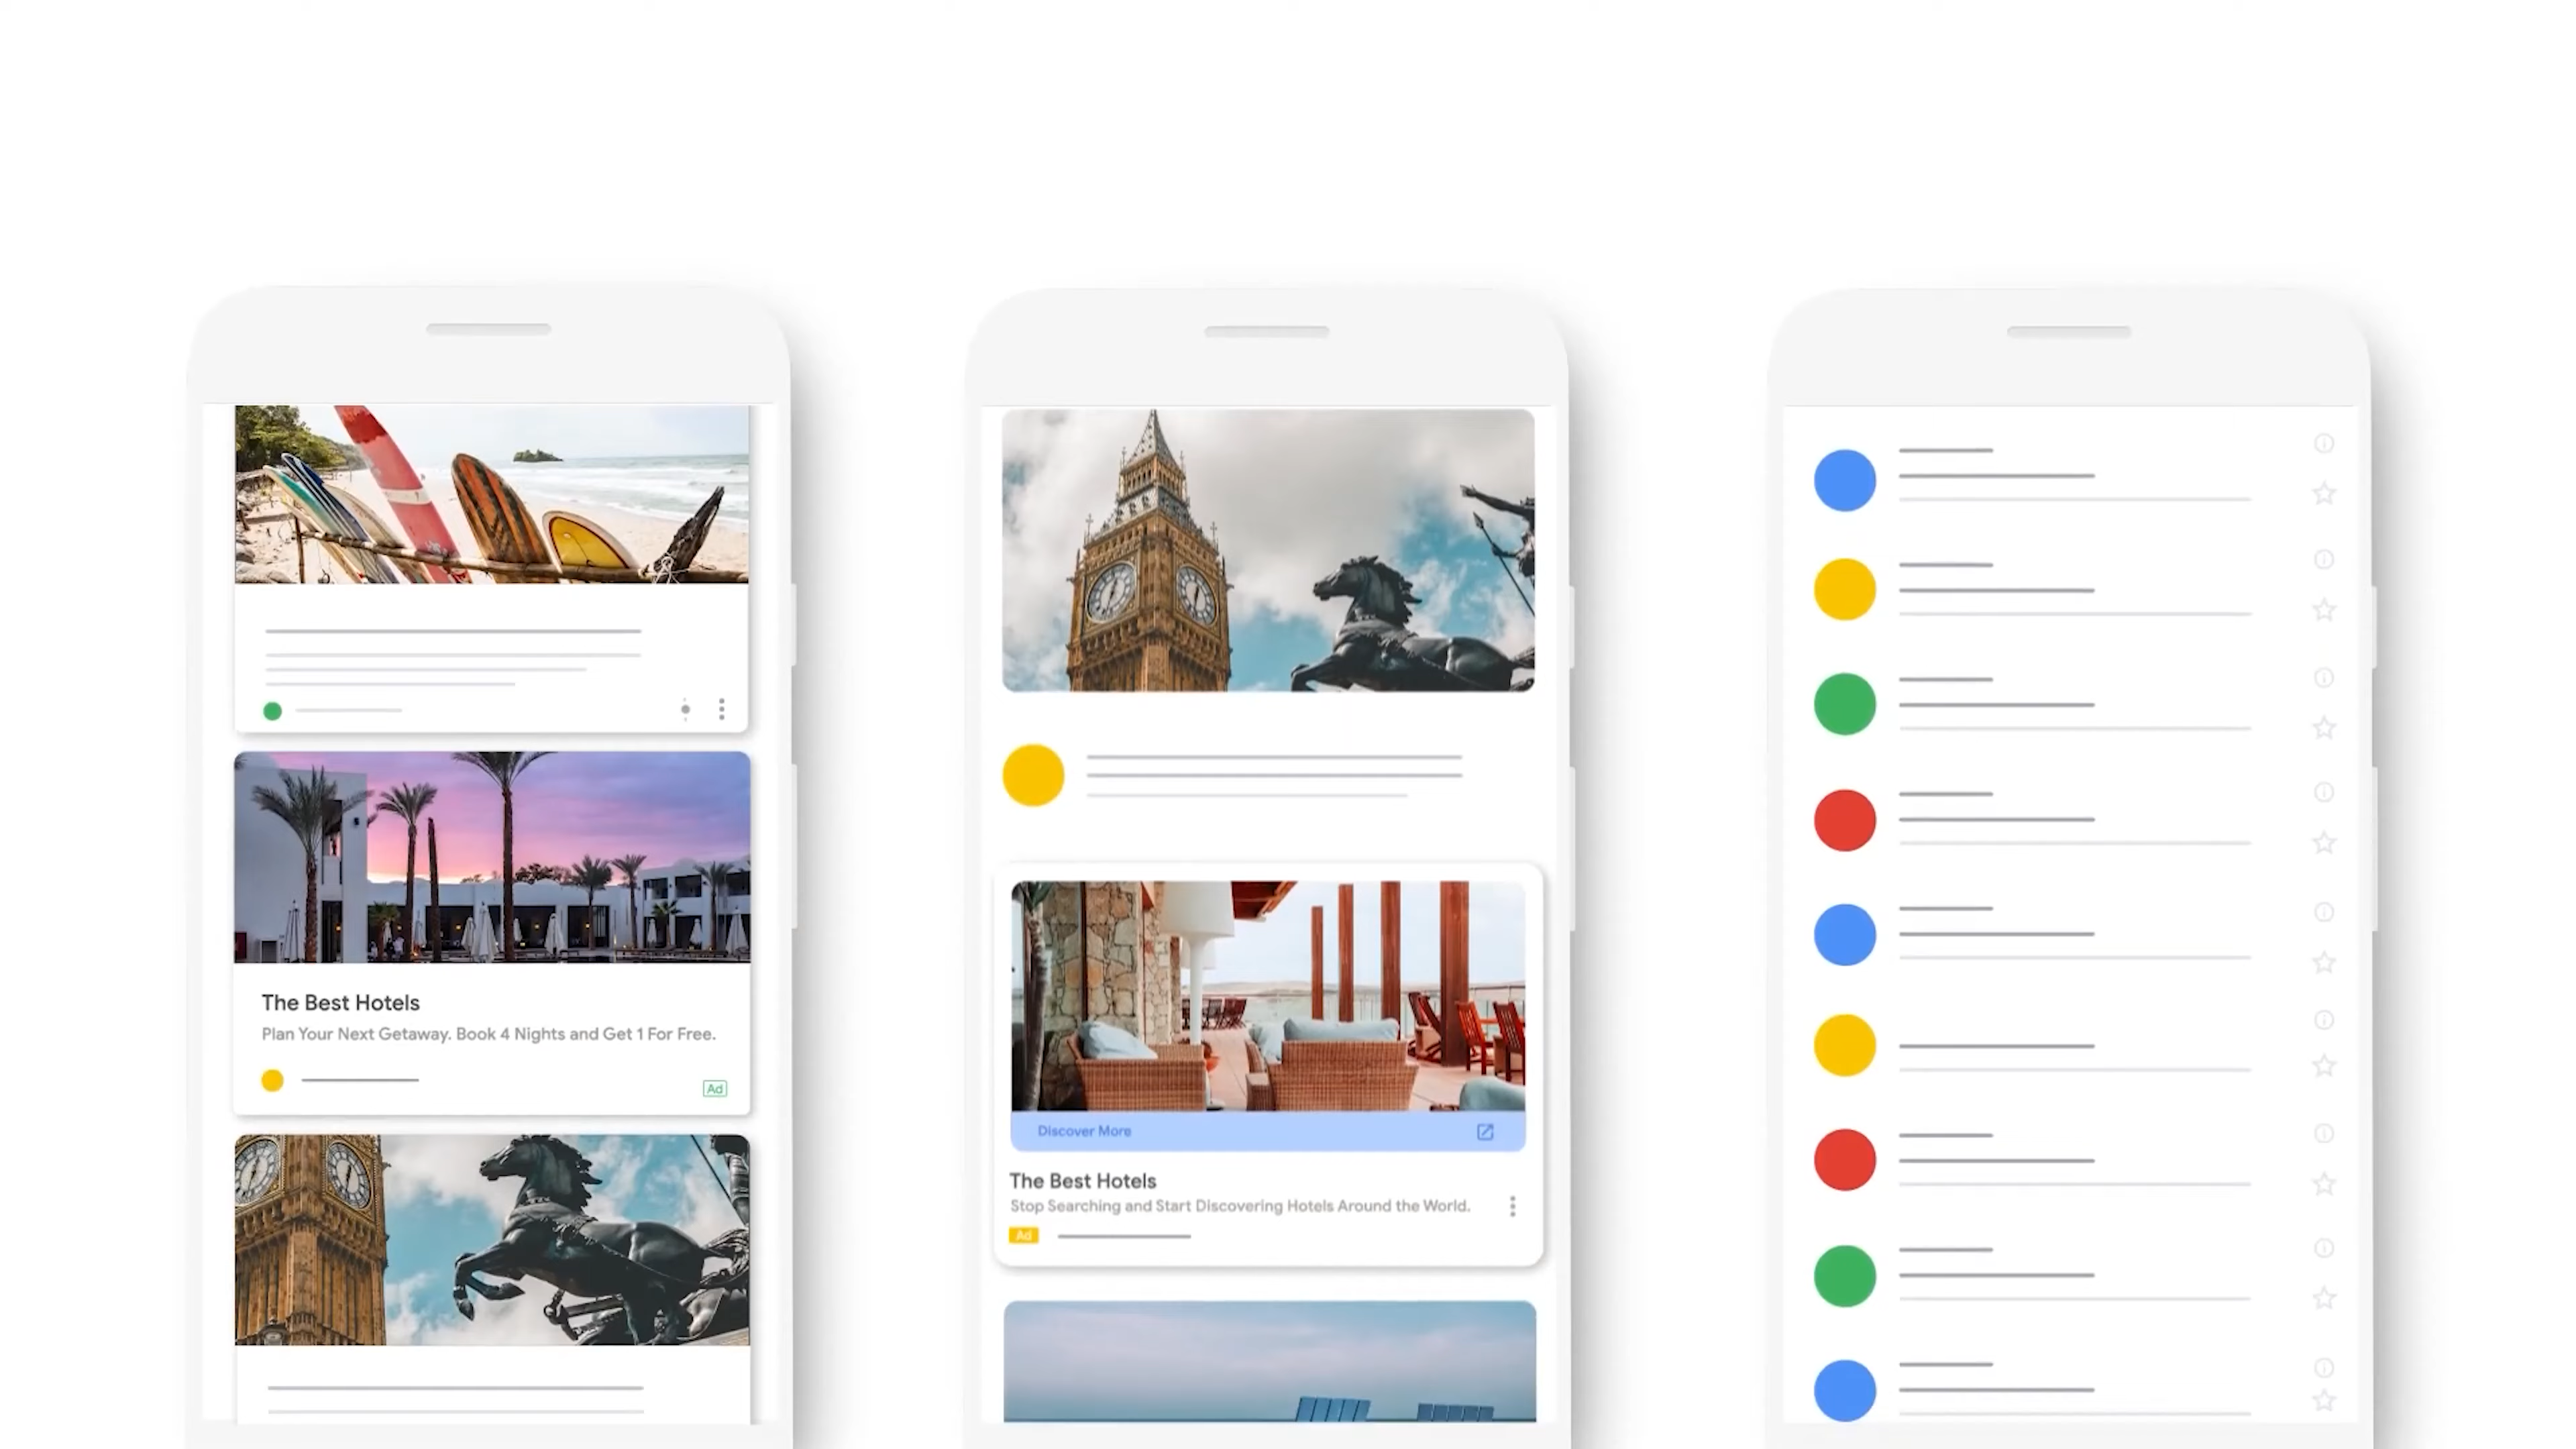 The Best Hotels
Plan Your Next Getaway. Book 4 Nights and Get 1 For Free.
Ad
Discover More
The Best Hotels
Stop Searching and Start Discovering Hotels Around the World.
Ad